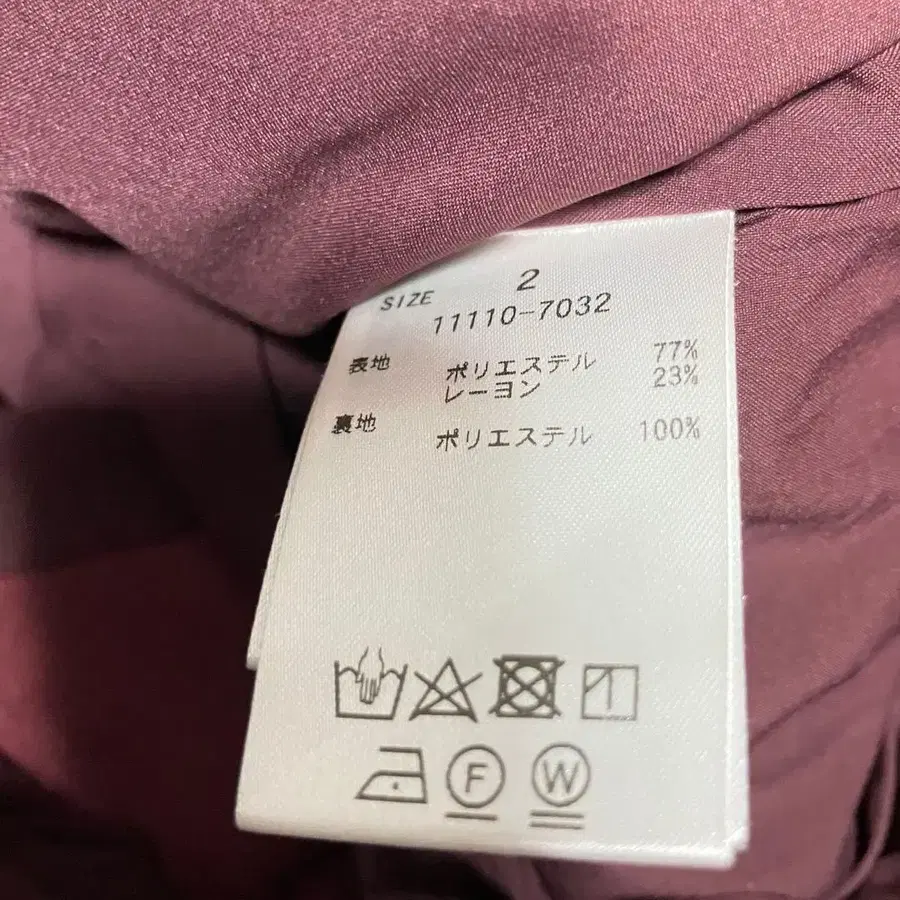 SIZE 2
11110-7032
表地 ポリエステル 77%
レーヨン 23%
裏地 ポリエステル 100%
F W